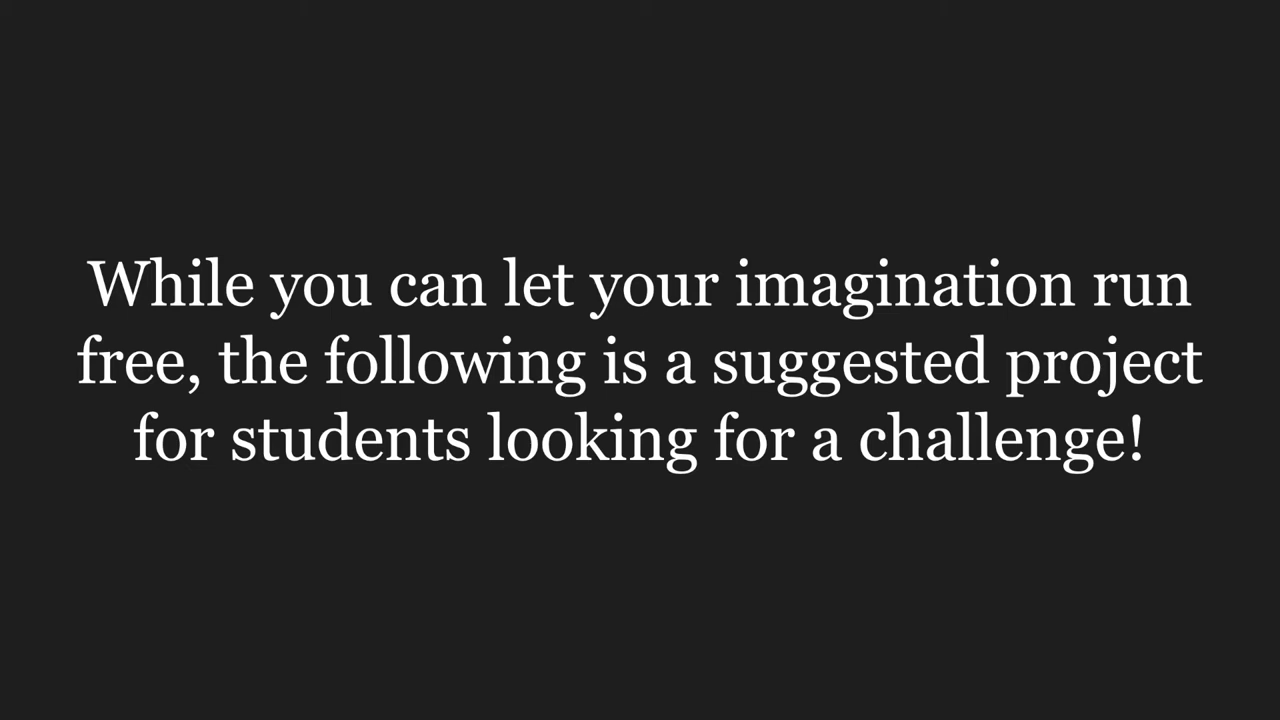 While you can let your imagination run
free, the following is a suggested project
for students looking for a challenge!